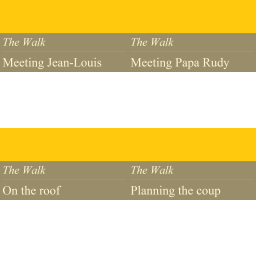 The Walk
The Walk
Meeting Jean-Louis
Meeting Papa Rudy
The Walk
The Walk
On the roof
Planning the coup